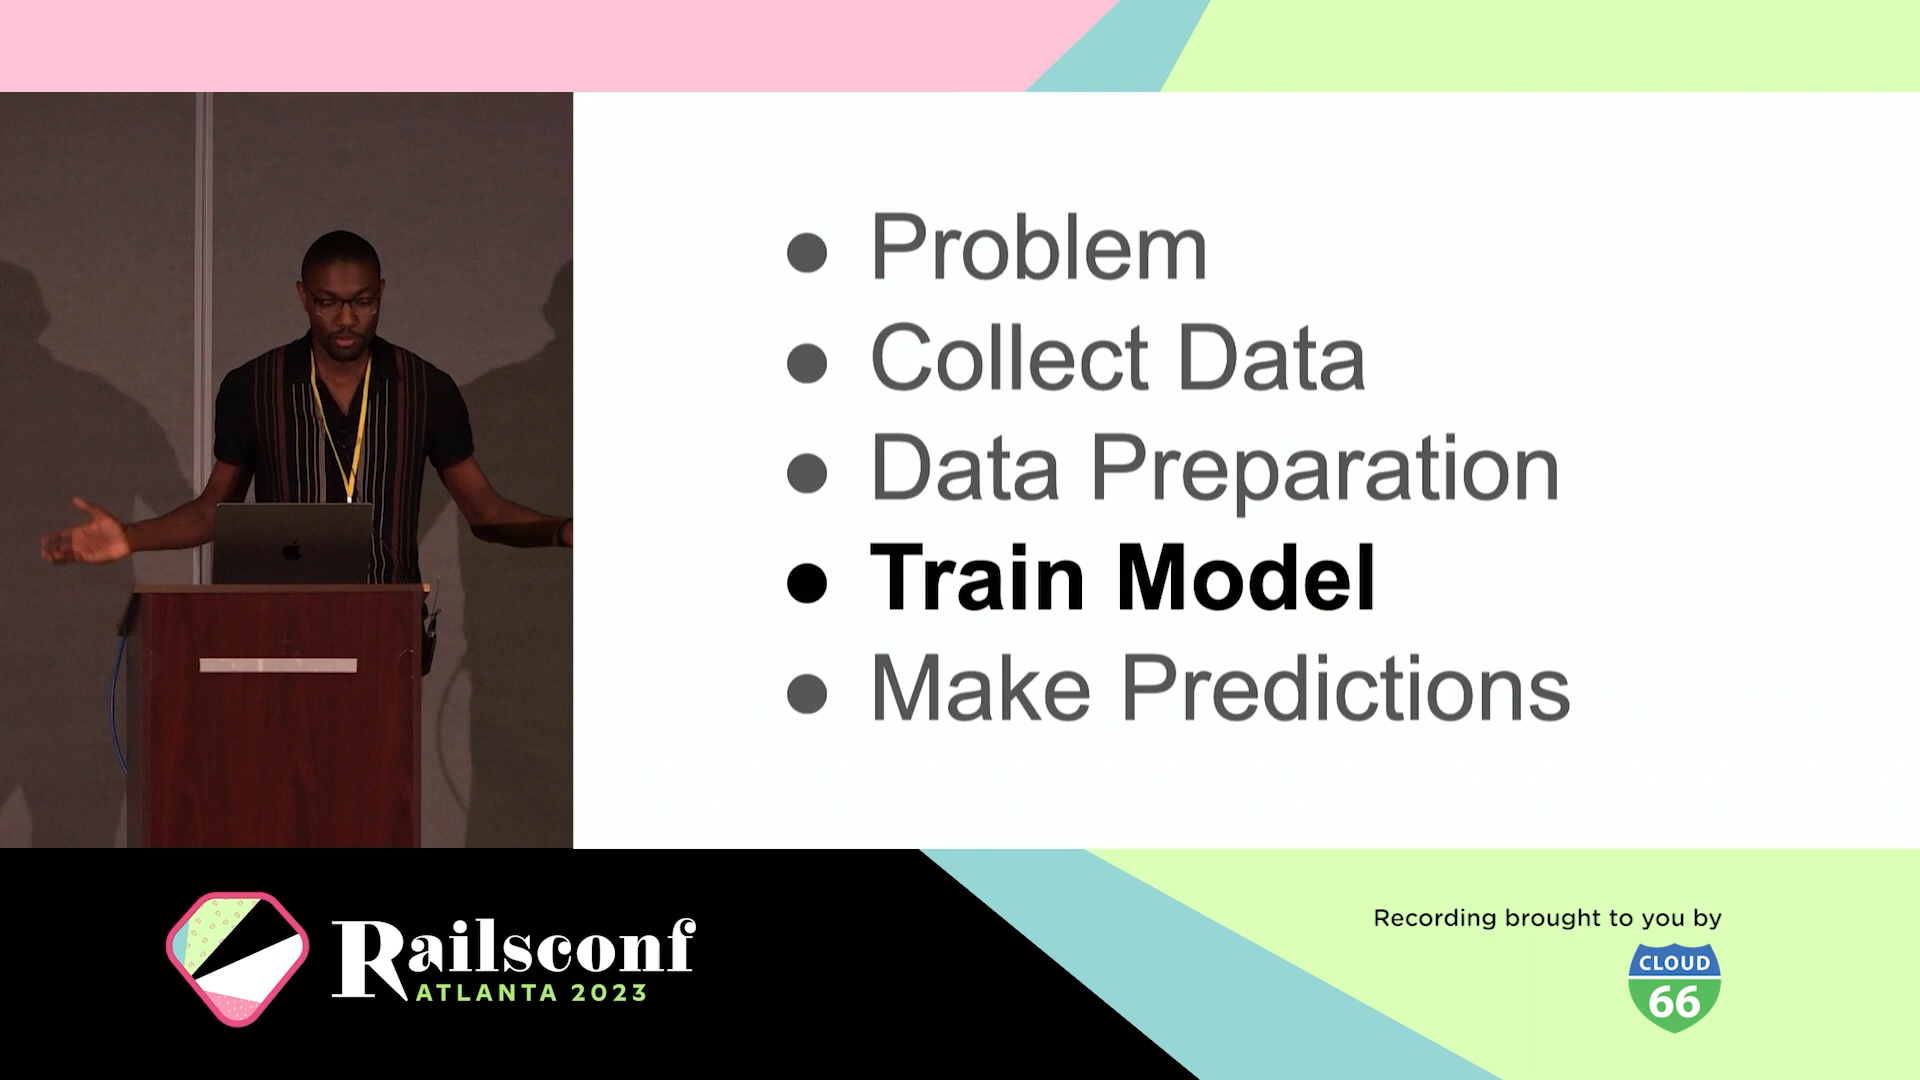 ● Problem
● Collect Data
● Data Preparation
● Train Model
● Make Predictions
Railsconf
ATLANTA 2023
Recording brought to you by
CLOUD
66